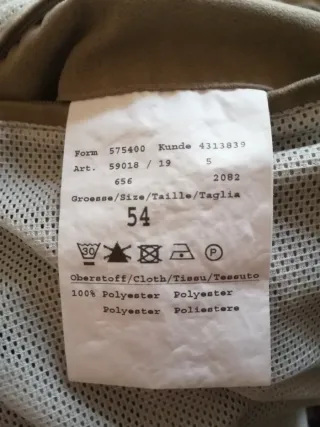 Form 575400 Kunde 4313839
Art. 59018 / 19 5
656 2082
Groesse/Size/Taille/Taglia
54
30 P
Oberstoff/Cloth/Tissu/Tessuto
100% Polyester Polyester
Polyester Poliestere